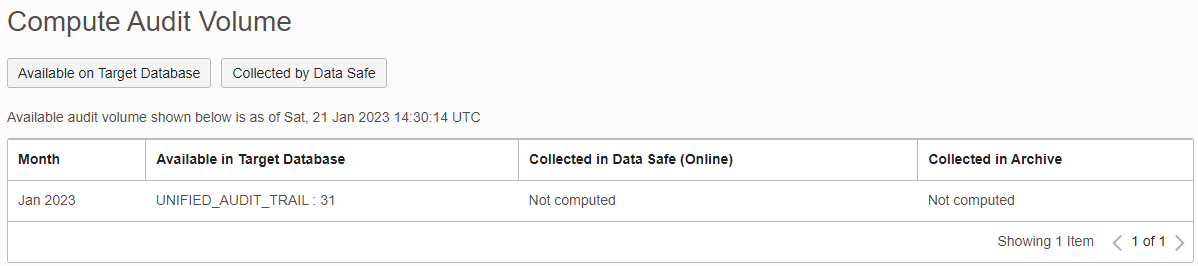 Compute Audit Volume
Available on Target Database Collected by Data Safe
Available audit volume shown below is as of Sat, 21 Jan 2023 14:30:14 UTC
Month Available in Target Database Collected in Data Safe (Online) Collected in Archive
Jan 2023 UNIFIED_AUDIT_TRAIL : 31 Not computed Not computed
Showing 1 Item 1 of 1